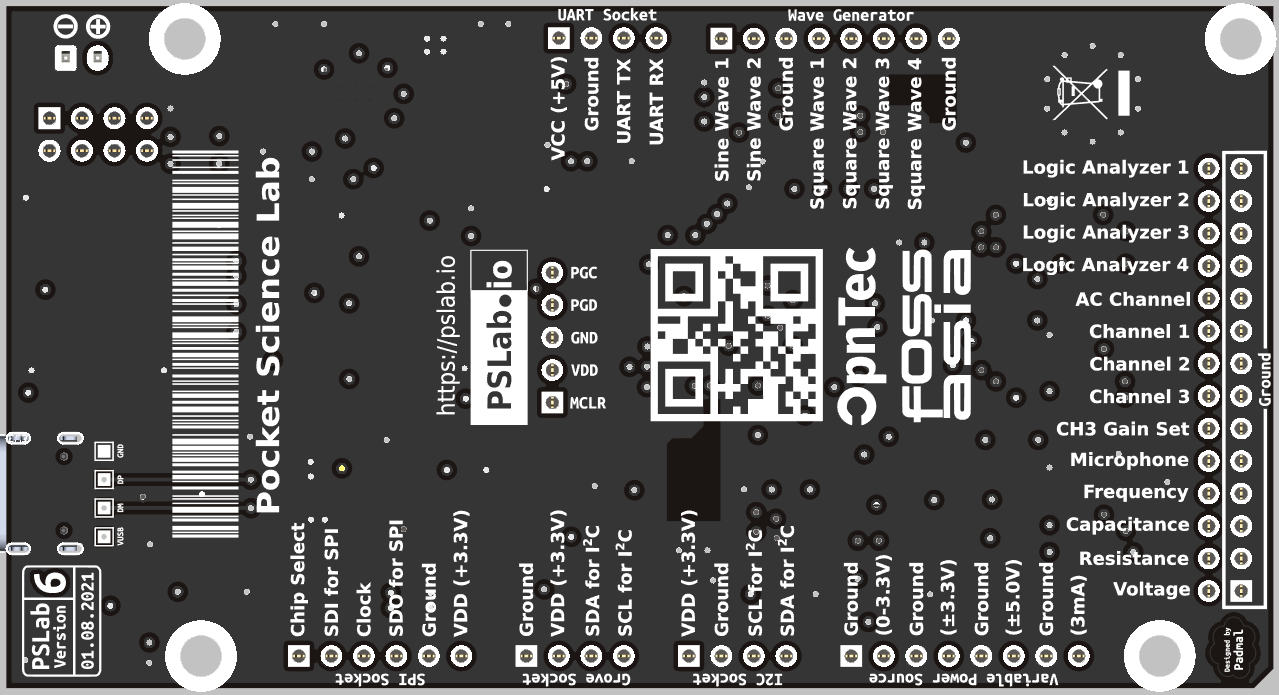 UART Socket
VCC (+5V)
Ground
UART TX
UART RX
Wave Generator
Sine Wave 1
Sine Wave 2
Ground
Square Wave 1
Square Wave 2
Square Wave 3
Square Wave 4
Ground
Logic Analyzer 1
Logic Analyzer 2
Logic Analyzer 3
Logic Analyzer 4
AC Channel
Channel 1
Channel 2
Channel 3
CH3 Gain Set
Microphone
Frequency
Capacitance
Resistance
Voltage
Ground
Pocket Science Lab
https://pslab.io
PSLab•io
PGC
PGD
GND
VDD
MCLR
OpnTec
FOSS
asia
GND
DP
DM
VUSB
PSLab 6
Version
01.08.2021
Chip Select
SDI for SPI
Clock
SDO for SPI
Ground
VDD (+3.3V)
SPI Socket
Ground
VDD (+3.3V)
SDA for I²C
SCL for I²C
Grove Socket
VDD (+3.3V)
Ground
SCL for I²C
SDA for I²C
I2C Socket
Ground
(0-3.3V)
Ground
(±3.3V)
Ground
(±5.0V)
Ground
(3mA)
Variable Power Source
Designed by
Padmal